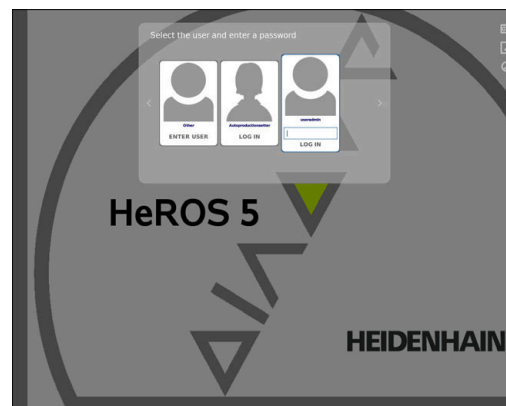 Select the user and enter a password
Other
ENTER USER
Autoproductionsetter
LOG IN
useradmin
LOG IN
HeROS 5
HEIDENHAIN